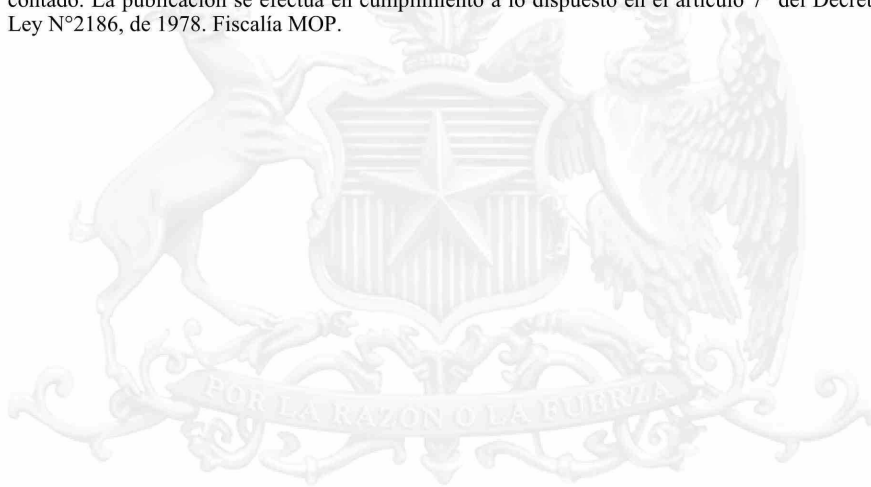 contado. La publicación se efectúa en cumplimiento a lo dispuesto en el artículo 7° del Decreto
Ley N°2186, de 1978. Fiscalía MOP.
POR LA RAZON O LA FUERZA